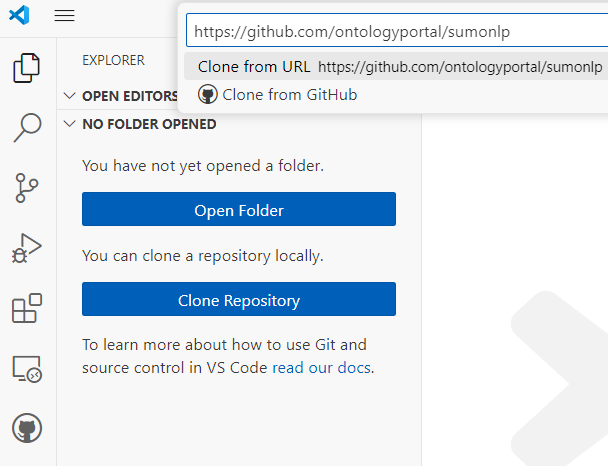 https://github.com/ontologyportal/sumonlp
Clone from URL https://github.com/ontologyportal/sumonlp
Clone from GitHub
EXPLORER
OPEN EDITORS
NO FOLDER OPENED
You have not yet opened a folder.
Open Folder
You can clone a repository locally.
Clone Repository
To learn more about how to use Git and
source control in VS Code read our docs.